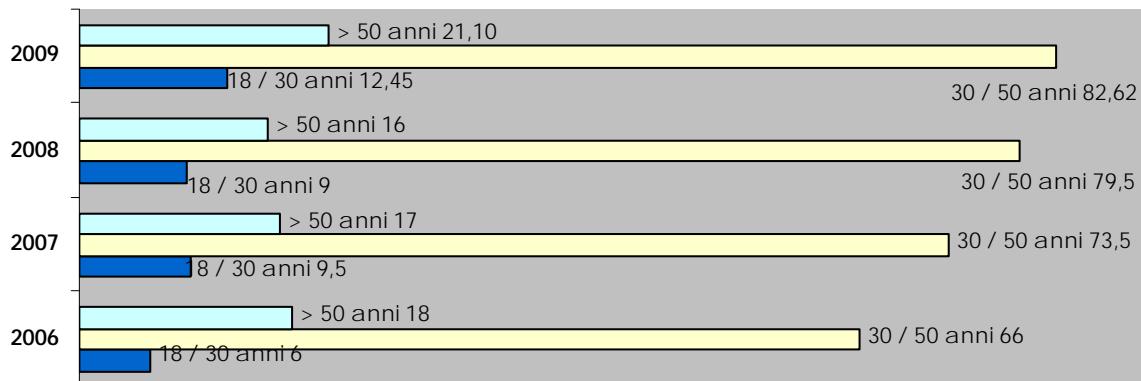 > 50 anni 21,10
2009
18 / 30 anni 12,45
30 / 50 anni 82,62
> 50 anni 16
2008
18 / 30 anni 9
30 / 50 anni 79,5
> 50 anni 17
2007
30 / 50 anni 73,5
18 / 30 anni 9,5
> 50 anni 18
2006
30 / 50 anni 66
18 / 30 anni 6